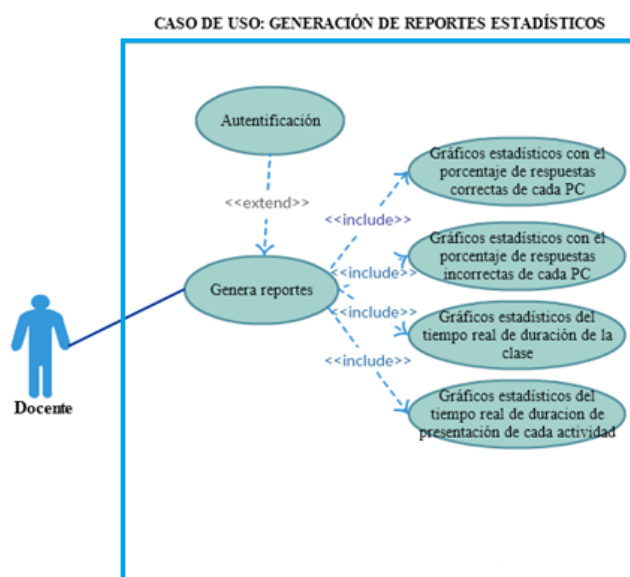 CASO DE USO: GENERACIÓN DE REPORTES ESTADÍSTICOS
Autentificación
<<extend>>
Genera reportes
Docente
<<include>>
<<include>>
<<include>>
<<include>>
Gráficos estadísticos con el
porcentaje de respuestas
correctas de cada PC
Gráficos estadísticos con el
porcentaje de respuestas
incorrectas de cada PC
Gráficos estadísticos del
tiempo real de duración de la
clase
Gráficos estadísticos del
tiempo real de duracion de
presentación de cada actividad